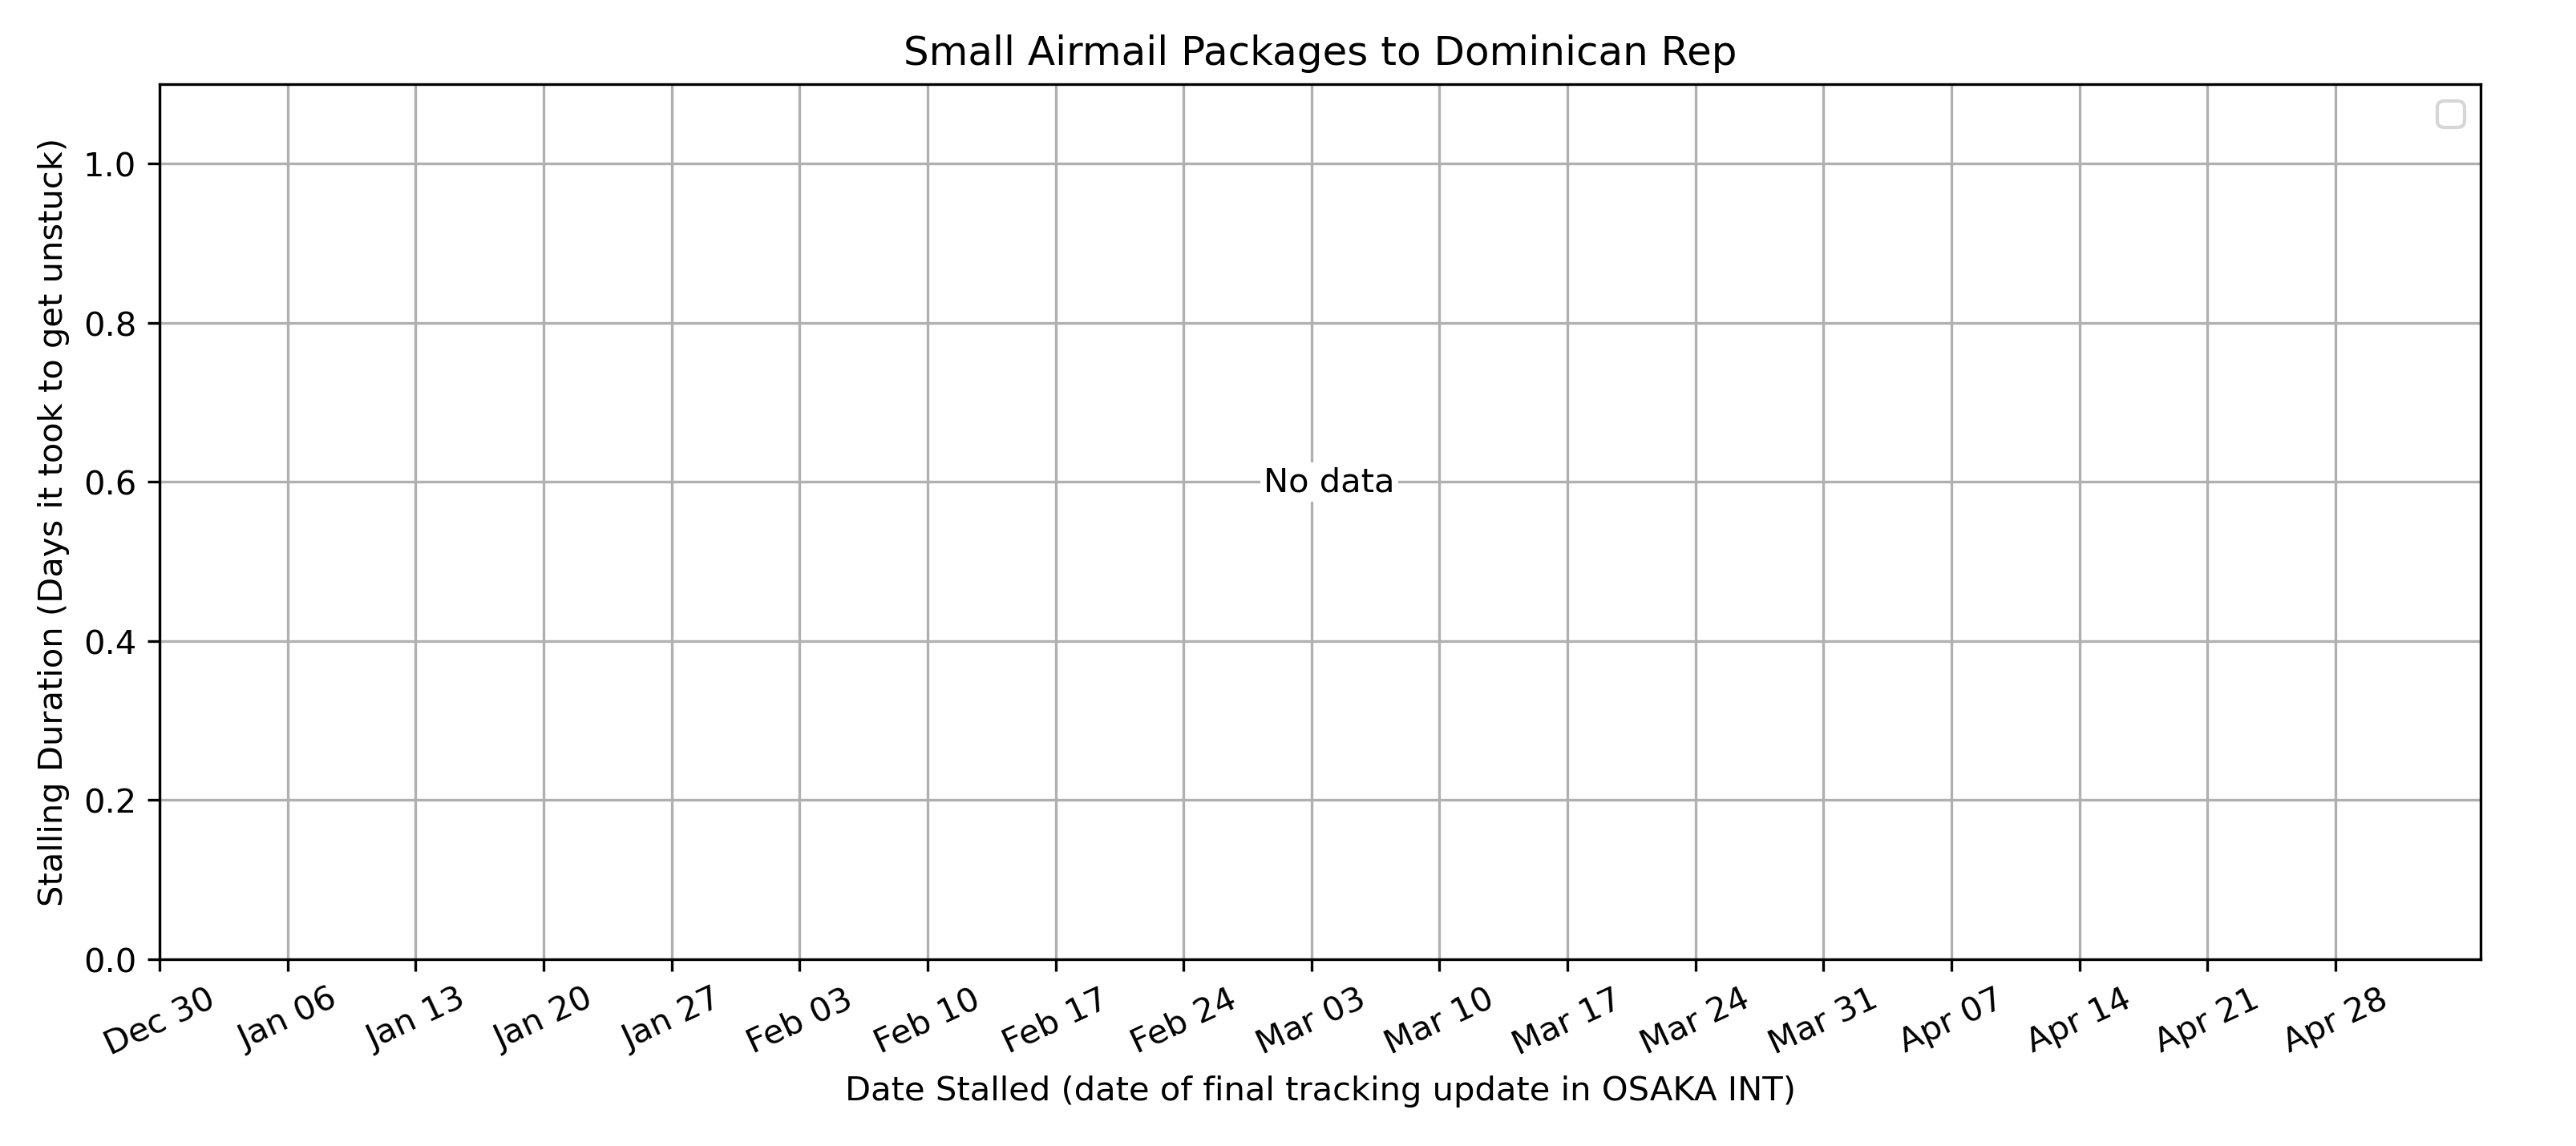 Small Airmail Packages to Dominican Rep
Stalling Duration (Days it took to get unstuck)
1.0
0.8
0.6
0.4
0.2
0.0
No data
Dec 30
Jan 06
Jan 13
Jan 20
Jan 27
Feb 03
Feb 10
Feb 17
Feb 24
Mar 03
Mar 10
Mar 17
Mar 24
Mar 31
Apr 07
Apr 14
Apr 21
Apr 28
Date Stalled (date of final tracking update in OSAKA INT)